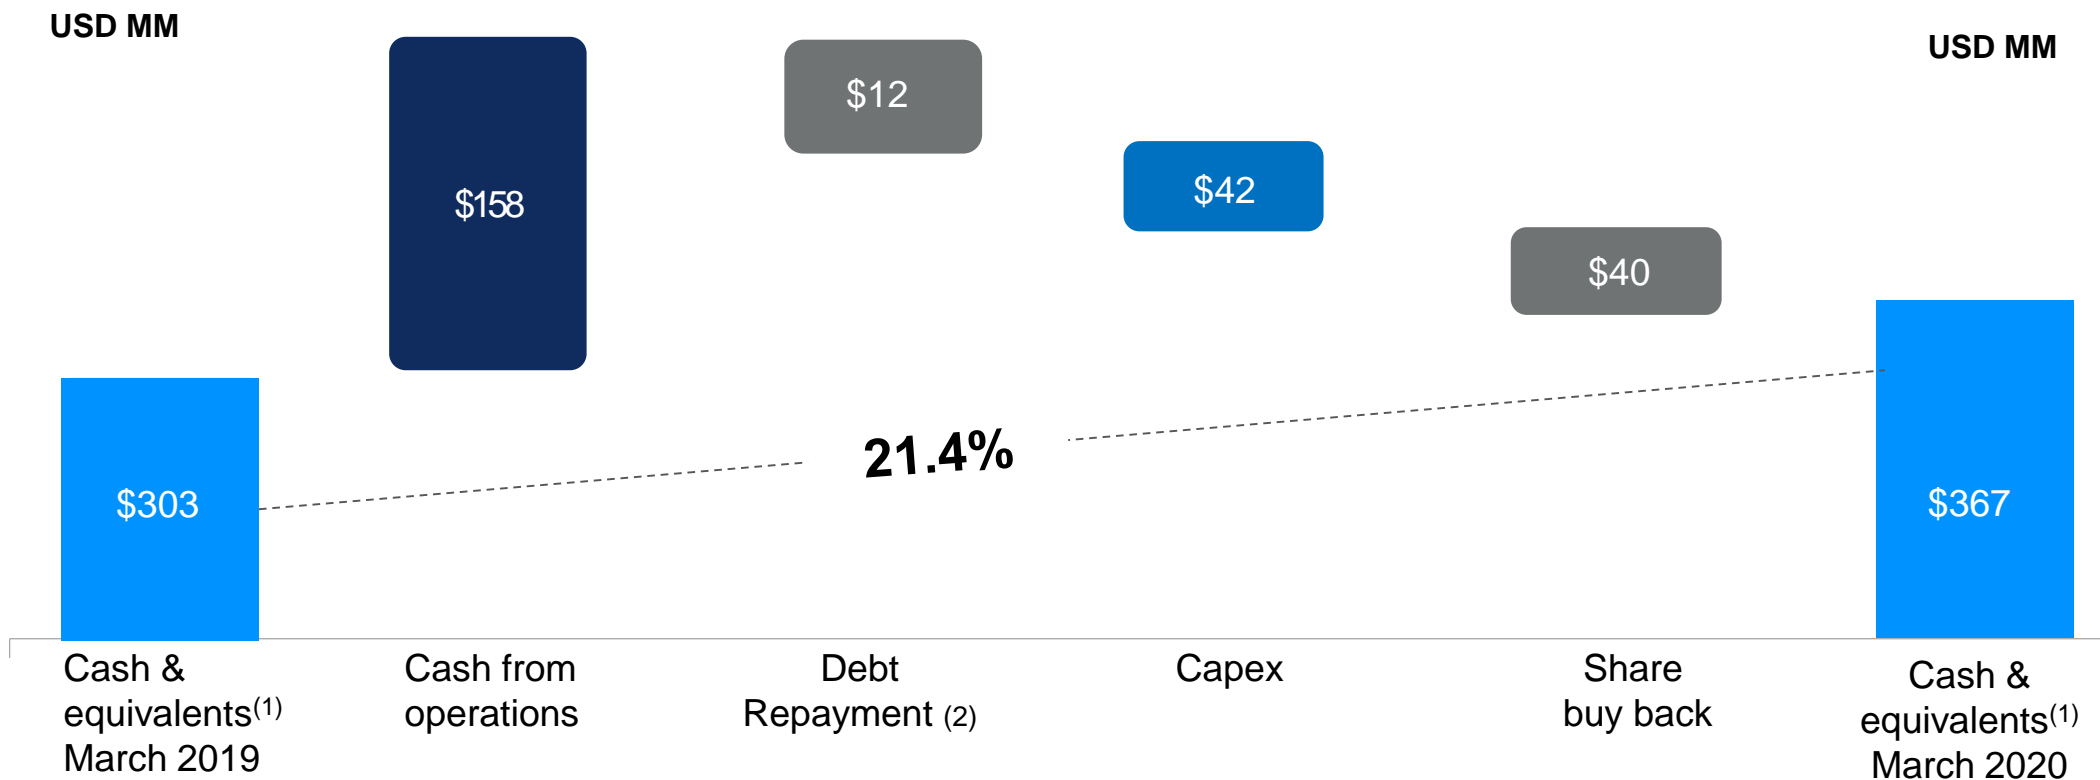 USD MM
USD MM
$158
$12
$42
$40
21.4%
$303
$367
Cash &
equivalents(1)
March 2019
Cash from
operations
Debt
Repayment (2)
Capex
Share
buy back
Cash &
equivalents(1)
March 2020